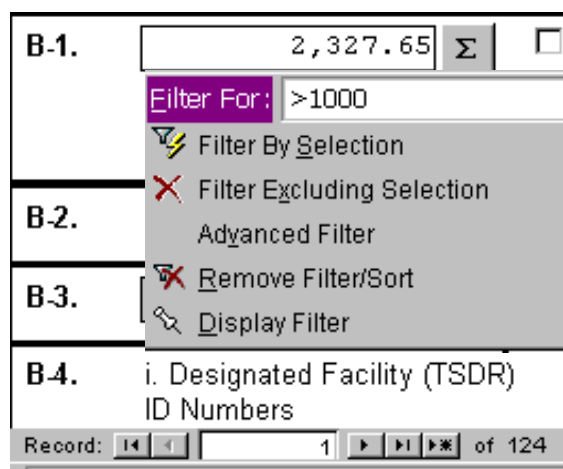 B-1. 2,327.65 Σ
Filter For: >1000
Filter By Selection
Filter Excluding Selection
B-2.
Advanced Filter
Remove Filter/Sort
B-3.
Display Filter
B-4. i. Designated Facility (TSDR)
ID Numbers
Record: 1 of 124